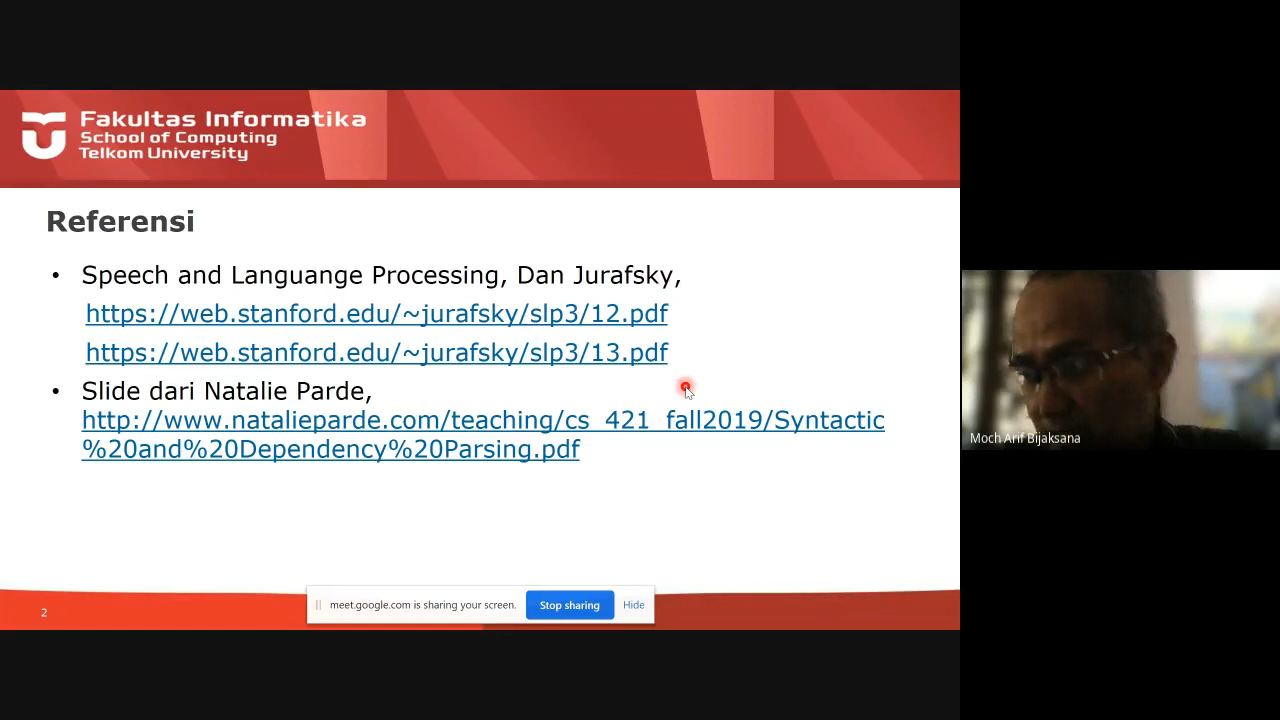 Fakultas Informatika
School of Computing
Telkom University
Referensi
• Speech and Languange Processing, Dan Jurafsky,
https://web.stanford.edu/~jurafsky/slp3/12.pdf
https://web.stanford.edu/~jurafsky/slp3/13.pdf
• Slide dari Natalie Parde,
http://www.natalieparde.com/teaching/cs_421_fall2019/Syntactic
%20and%20Dependency%20Parsing.pdf
Moch Arif Bijaksana
meet.google.com is sharing your screen. Stop sharing Hide
2